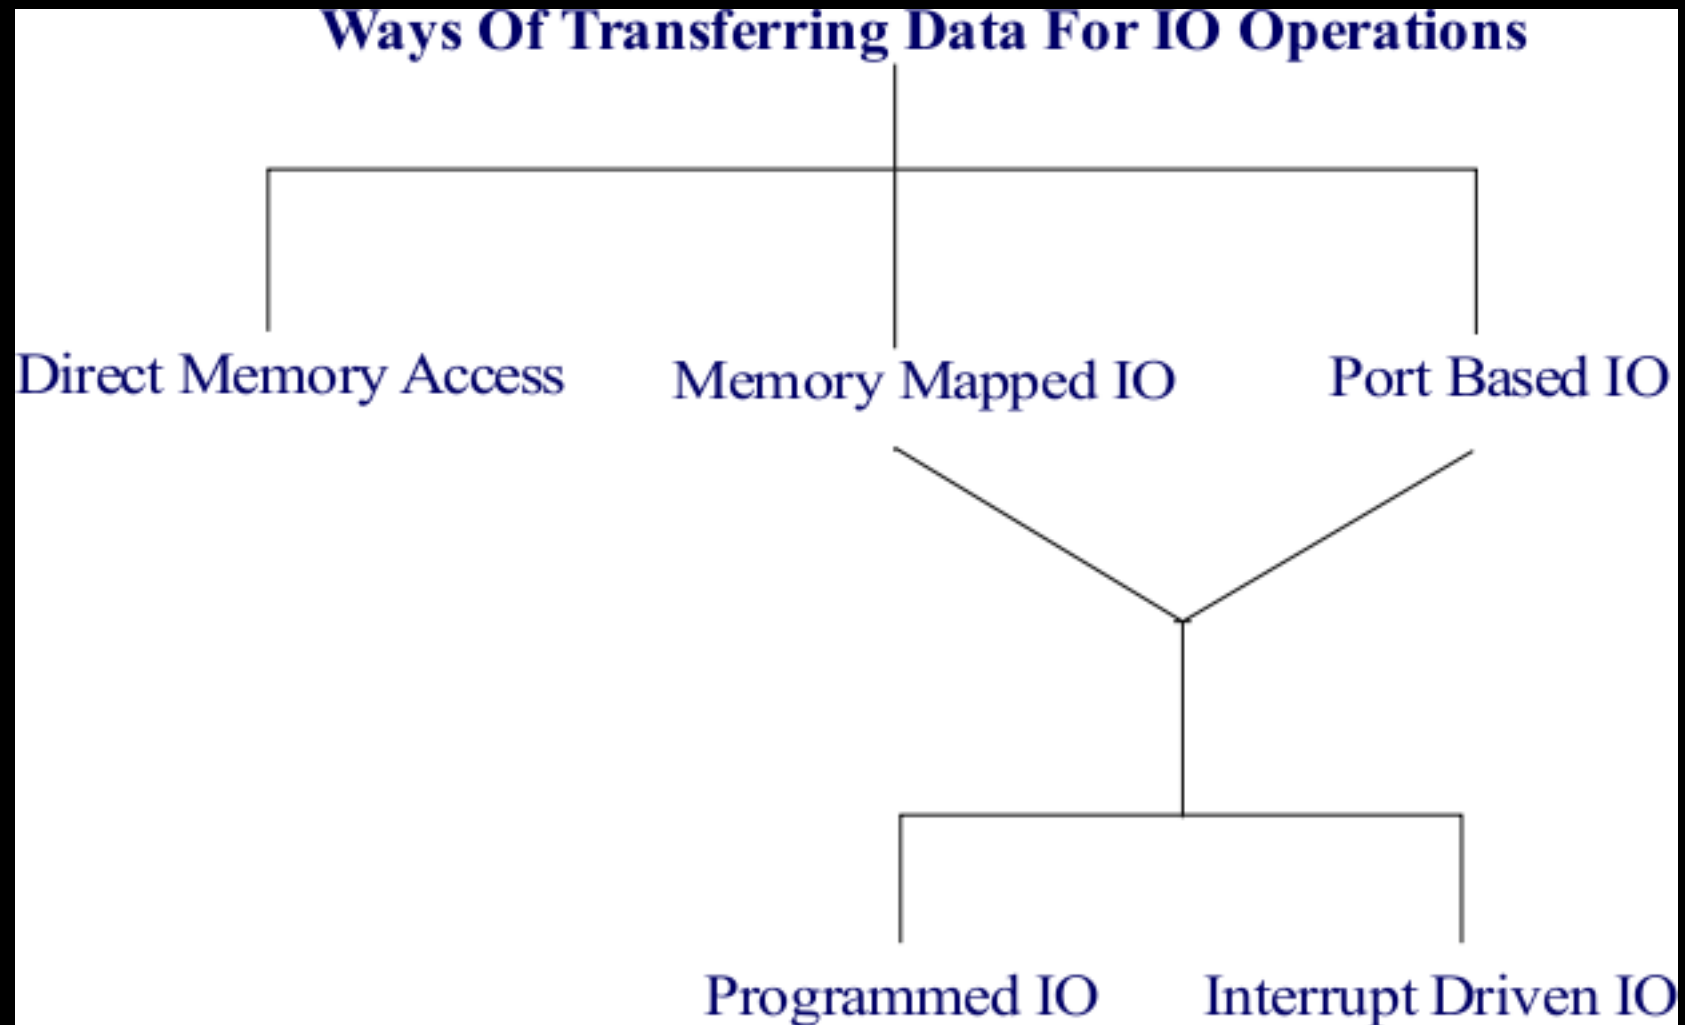 Ways Of Transferring Data For IO Operations
Direct Memory Access
Memory Mapped IO
Port Based IO
Programmed IO
Interrupt Driven IO